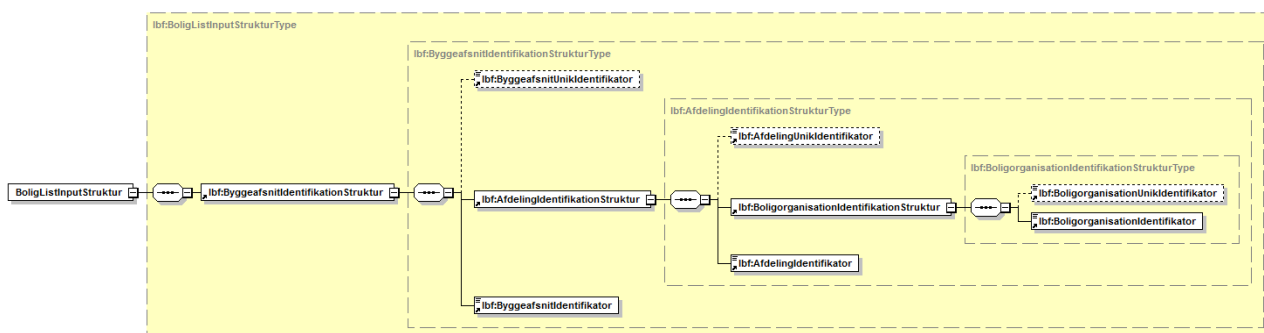 lbf:BoligListInputStrukturType
lbf:ByggeafsnitIdentifikationStrukturType
lbf:ByggeafsnitUnikIdentifikator
lbf:AfdelingIdentifikationStrukturType
lbf:AfdelingUnikIdentifikator
lbf:BoligorganisationIdentifikationStrukturType
lbf:BoligorganisationUnikIdentifikator
BoligListInputStruktur
lbf:ByggeafsnitIdentifikationStruktur
lbf:AfdelingIdentifikationStruktur
lbf:BoligorganisationIdentifikationStruktur
lbf:BoligorganisationIdentifikator
lbf:AfdelingIdentifikator
lbf:ByggeafsnitIdentifikator